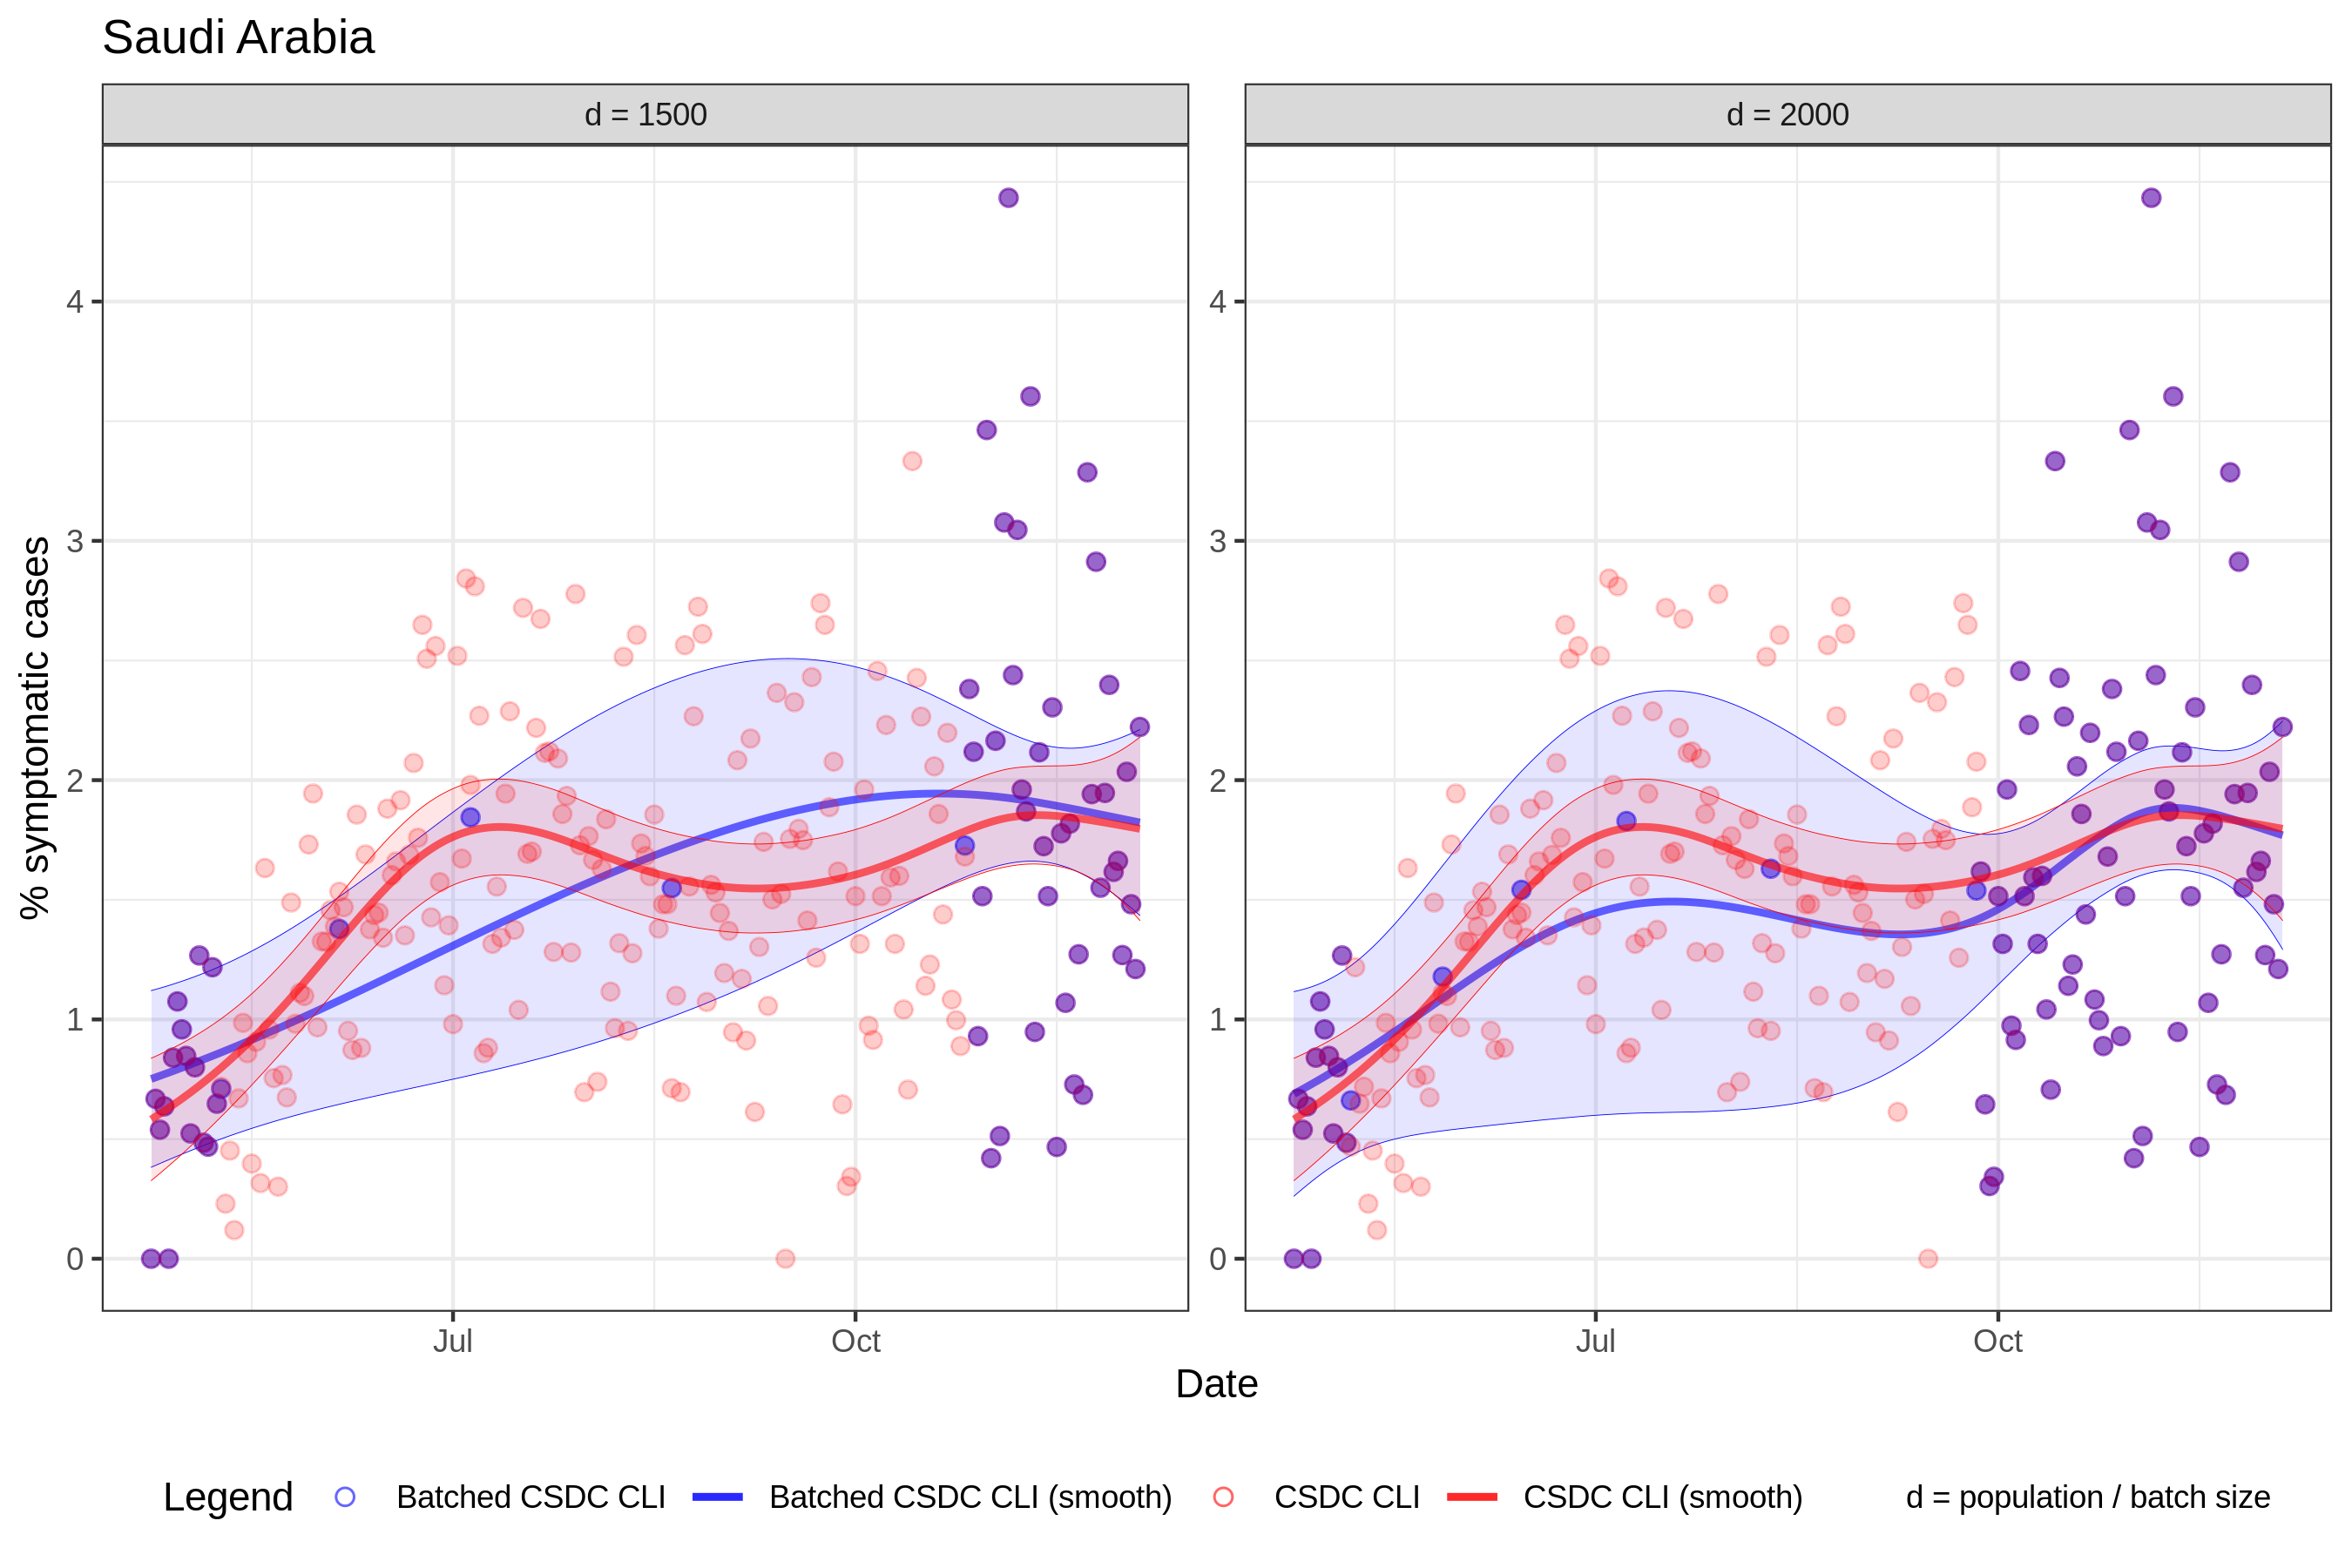 Saudi Arabia
d = 1500
d = 2000
% symptomatic cases
4
3
2
1
0
4
3
2
1
0
Jul
Oct
Jul
Oct
Date
Legend
Batched CSDC CLI
Batched CSDC CLI (smooth)
CSDC CLI
CSDC CLI (smooth)
d = population / batch size